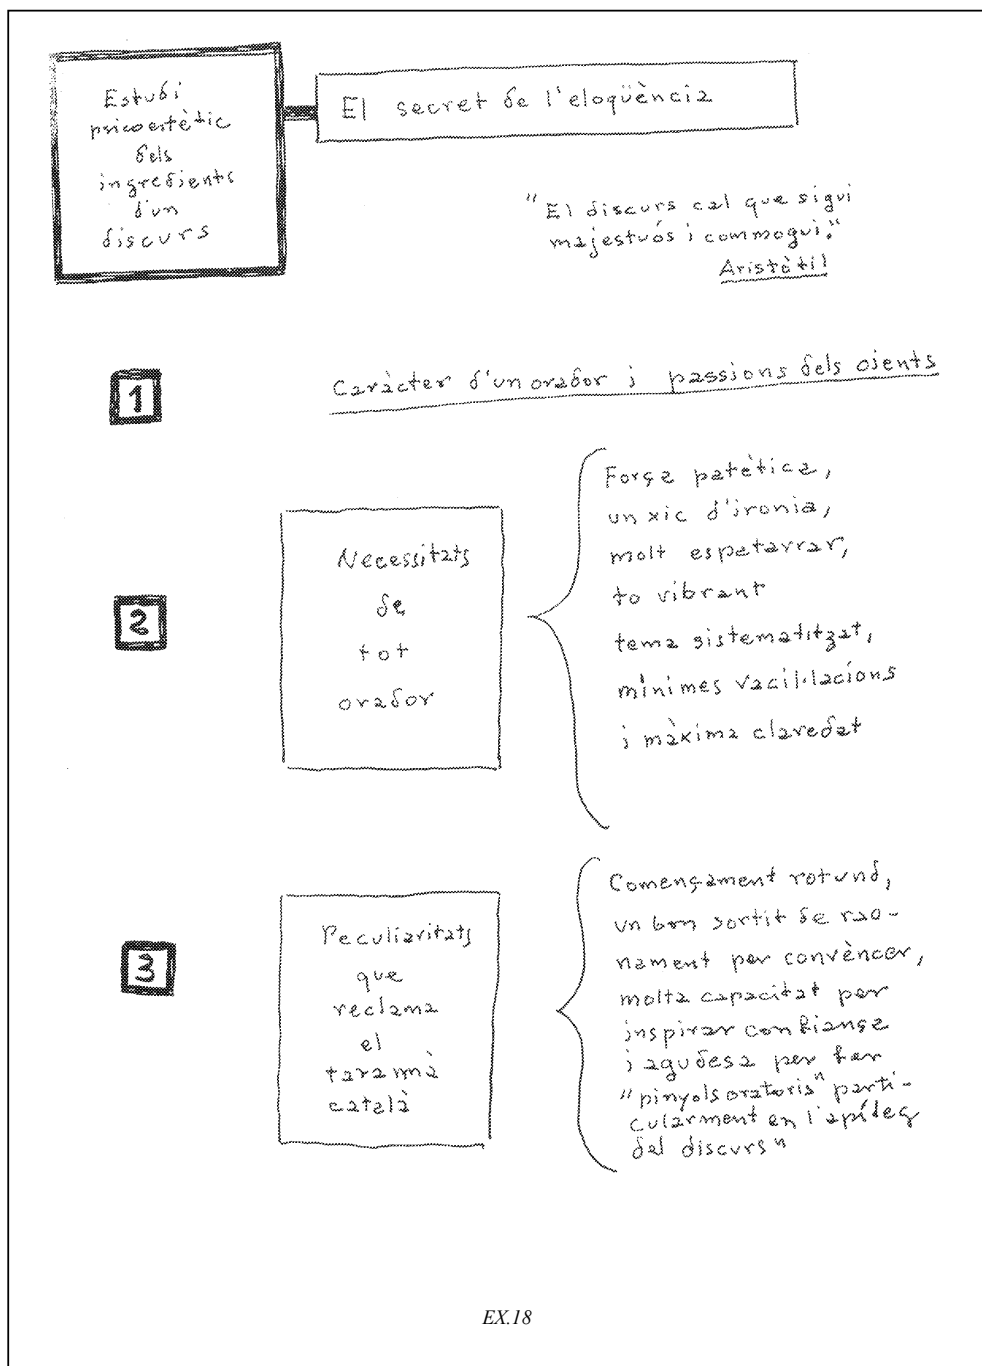 Estudi
psicoestètic
dels
ingredients
d'un
discurs
El secret de l'eloqüència
"El discurs cal que sigui
majestuós i commogui."
Aristòtil
1
Caràcter d'un orador i passions dels oients
2
Necessitats
de
tot
orador
Força patètica,
un xic d'ironia,
molt espetarrar,
to vibrant
tema sistematitzat,
mínimes vacil·lacions
i màxima claredat
3
Peculiaritats
que
reclama
el
tarannà
català
Començament rotund,
un bon sortit de rao-
nament per convèncer,
molta capacitat per
inspirar confiança
i agudesa per fer
"pinyols oratoris" parti-
cularment en l'apídeg
del discurs"
EX.18